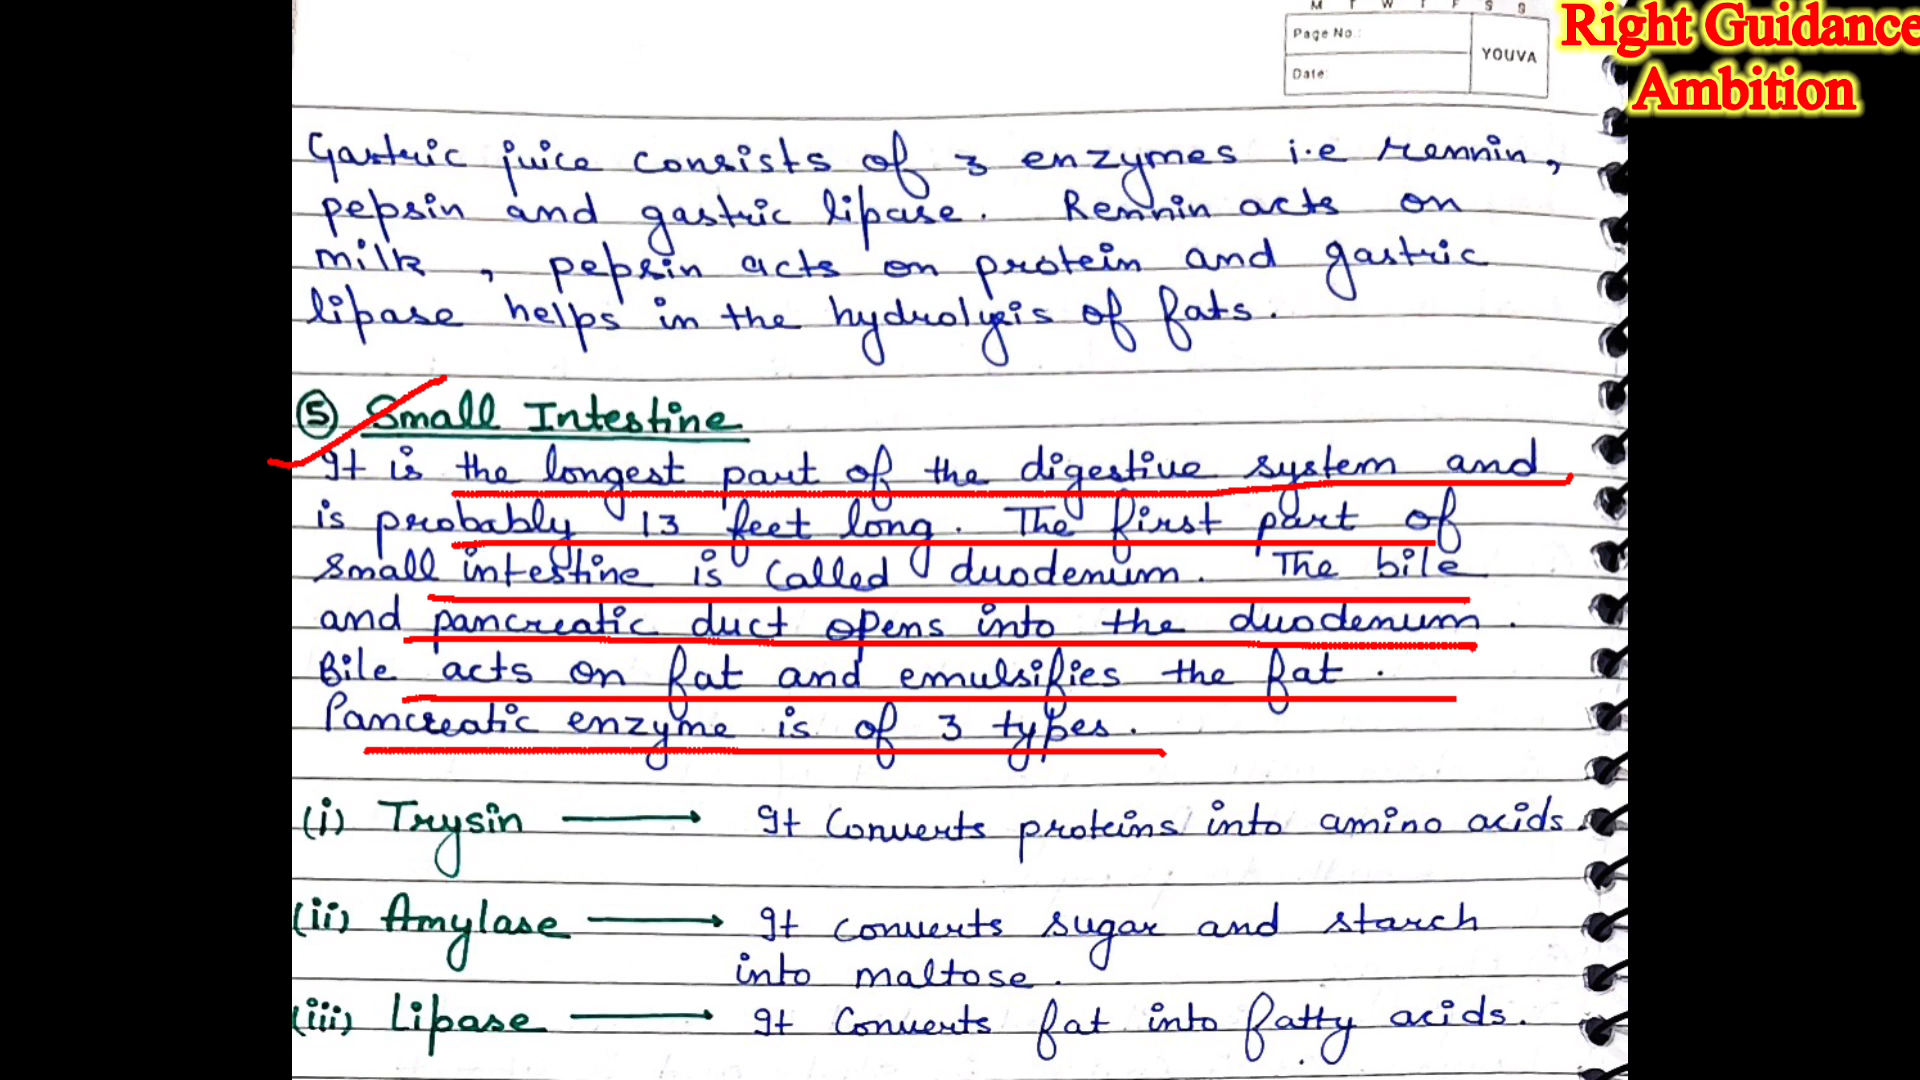 M T W T F S S
Page No.:
YOUVA
Date:
Right Guidance
Ambition
Gastric juice consists of 3 enzymes i.e rennin,
pepsin and gastric lipase. Rennin acts on
milk, pepsin acts on protein and gastric
lipase helps in the hydrolysis of fats.
⑤ Small Intestine
It is the longest part of the digestive system and
is probably 13 feet long. The first part of
small intestine is called duodenum. The bile
and pancreatic duct opens into the duodenum.
Bile acts on fat and emulsifies the fat.
Pancreatic enzyme is of 3 types.
(i) Trysin → It converts proteins into amino acids.
(ii) Amylase → It converts sugar and starch
into maltose.
(iii) Lipase → It converts fat into fatty acids.